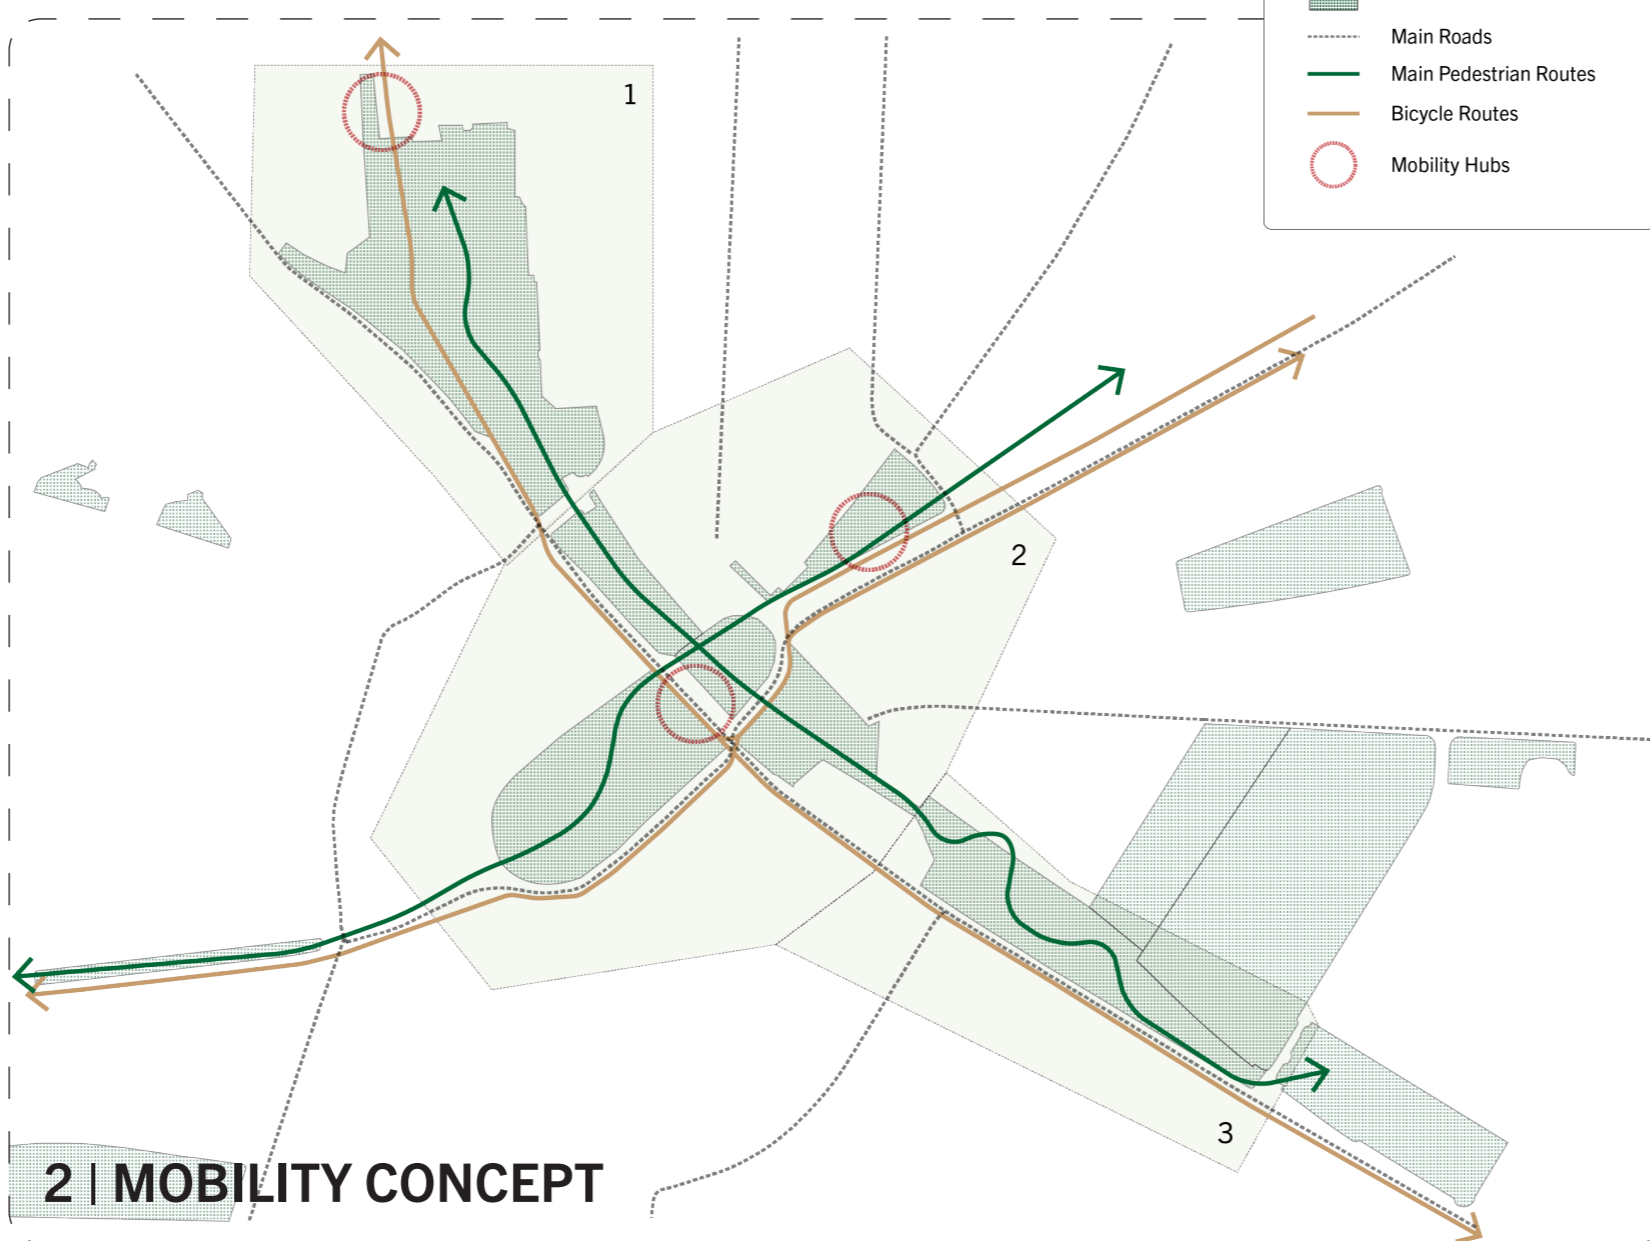 Main Roads
Main Pedestrian Routes
Bicycle Routes
Mobility Hubs
1
2
3
2 | MOBILITY CONCEPT